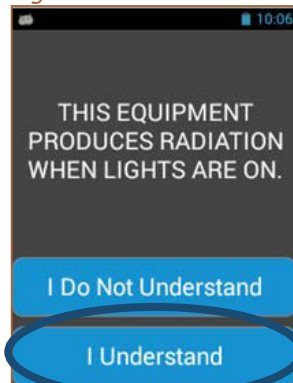 10:06
THIS EQUIPMENT
PRODUCES RADIATION
WHEN LIGHTS ARE ON.
I Do Not Understand
I Understand